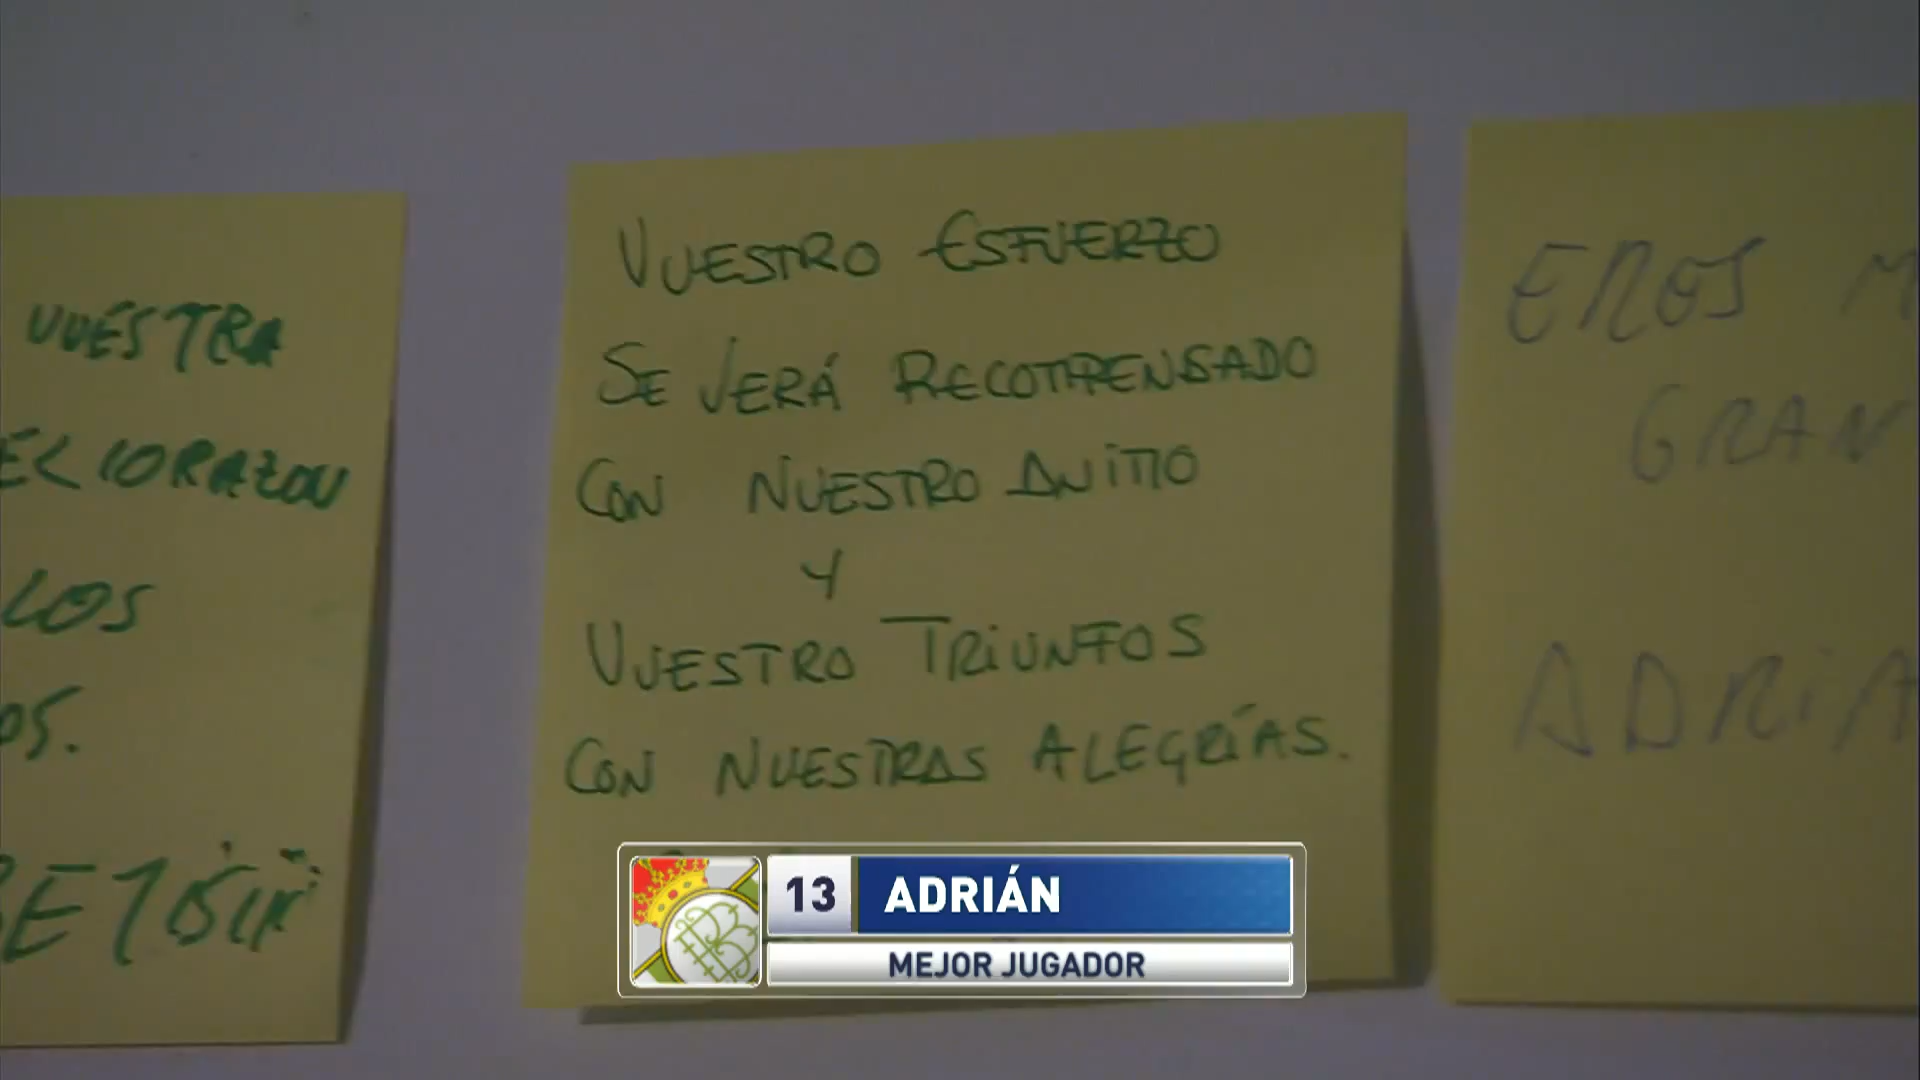 VUESTRA
EL CORAZON
LOS
OS.
VUESTRO ESFUERZO
SE VERÁ RECOMPENSADO
CON NUESTRO ANIMO
Y
VUESTRO TRIUNFOS
CON NUESTRAS ALEGRÍAS.
EROS
GRAN
ADRIA
13 ADRIÁN
MEJOR JUGADOR